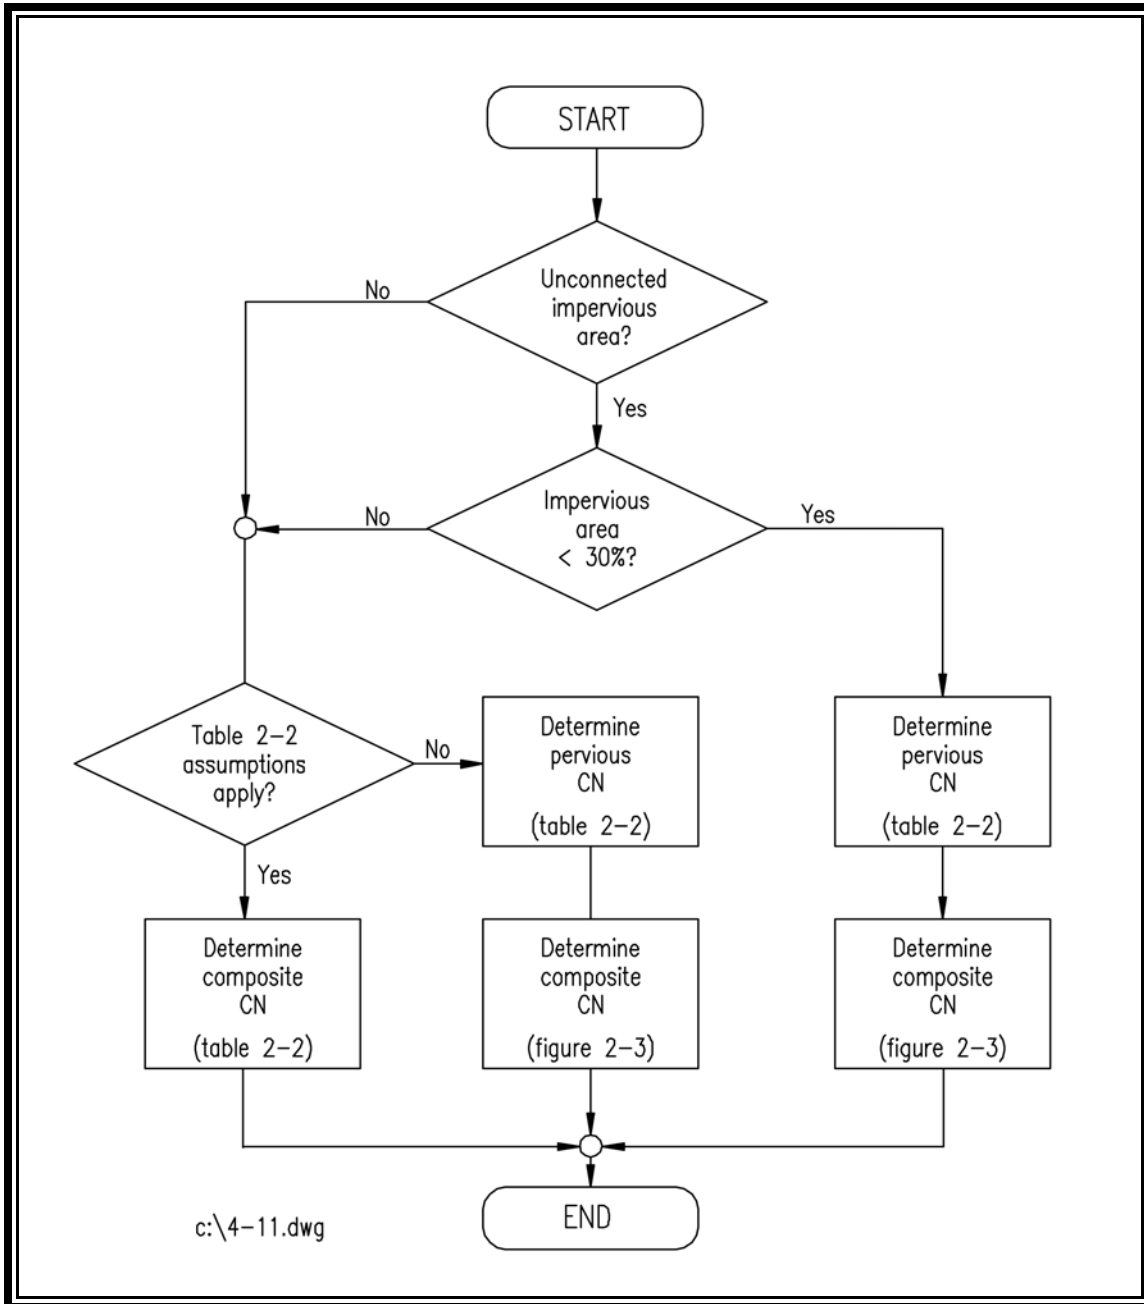 START
Unconnected
impervious
area?
No
Yes
Impervious
area
< 30%?
No
Yes
Table 2-2
assumptions
apply?
No
Yes
Determine
pervious
CN
(table 2-2)
Determine
pervious
CN
(table 2-2)
Determine
composite
CN
(table 2-2)
Determine
composite
CN
(figure 2-3)
Determine
composite
CN
(figure 2-3)
END
c:\4-11.dwg